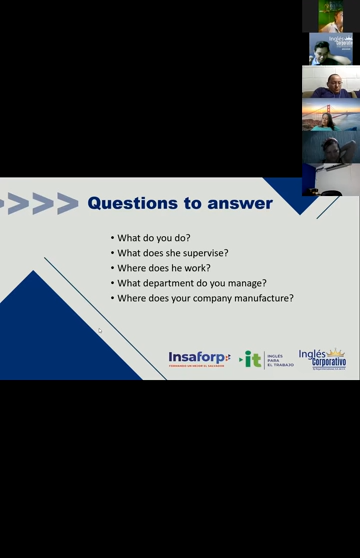 Questions to answer
• What do you do?
• What does she supervise?
• Where does he work?
• What department do you manage?
• Where does your company manufacture?
Insaforp
it
INGLÉS
PARA
EL TRABAJO
Inglés
Corporativo